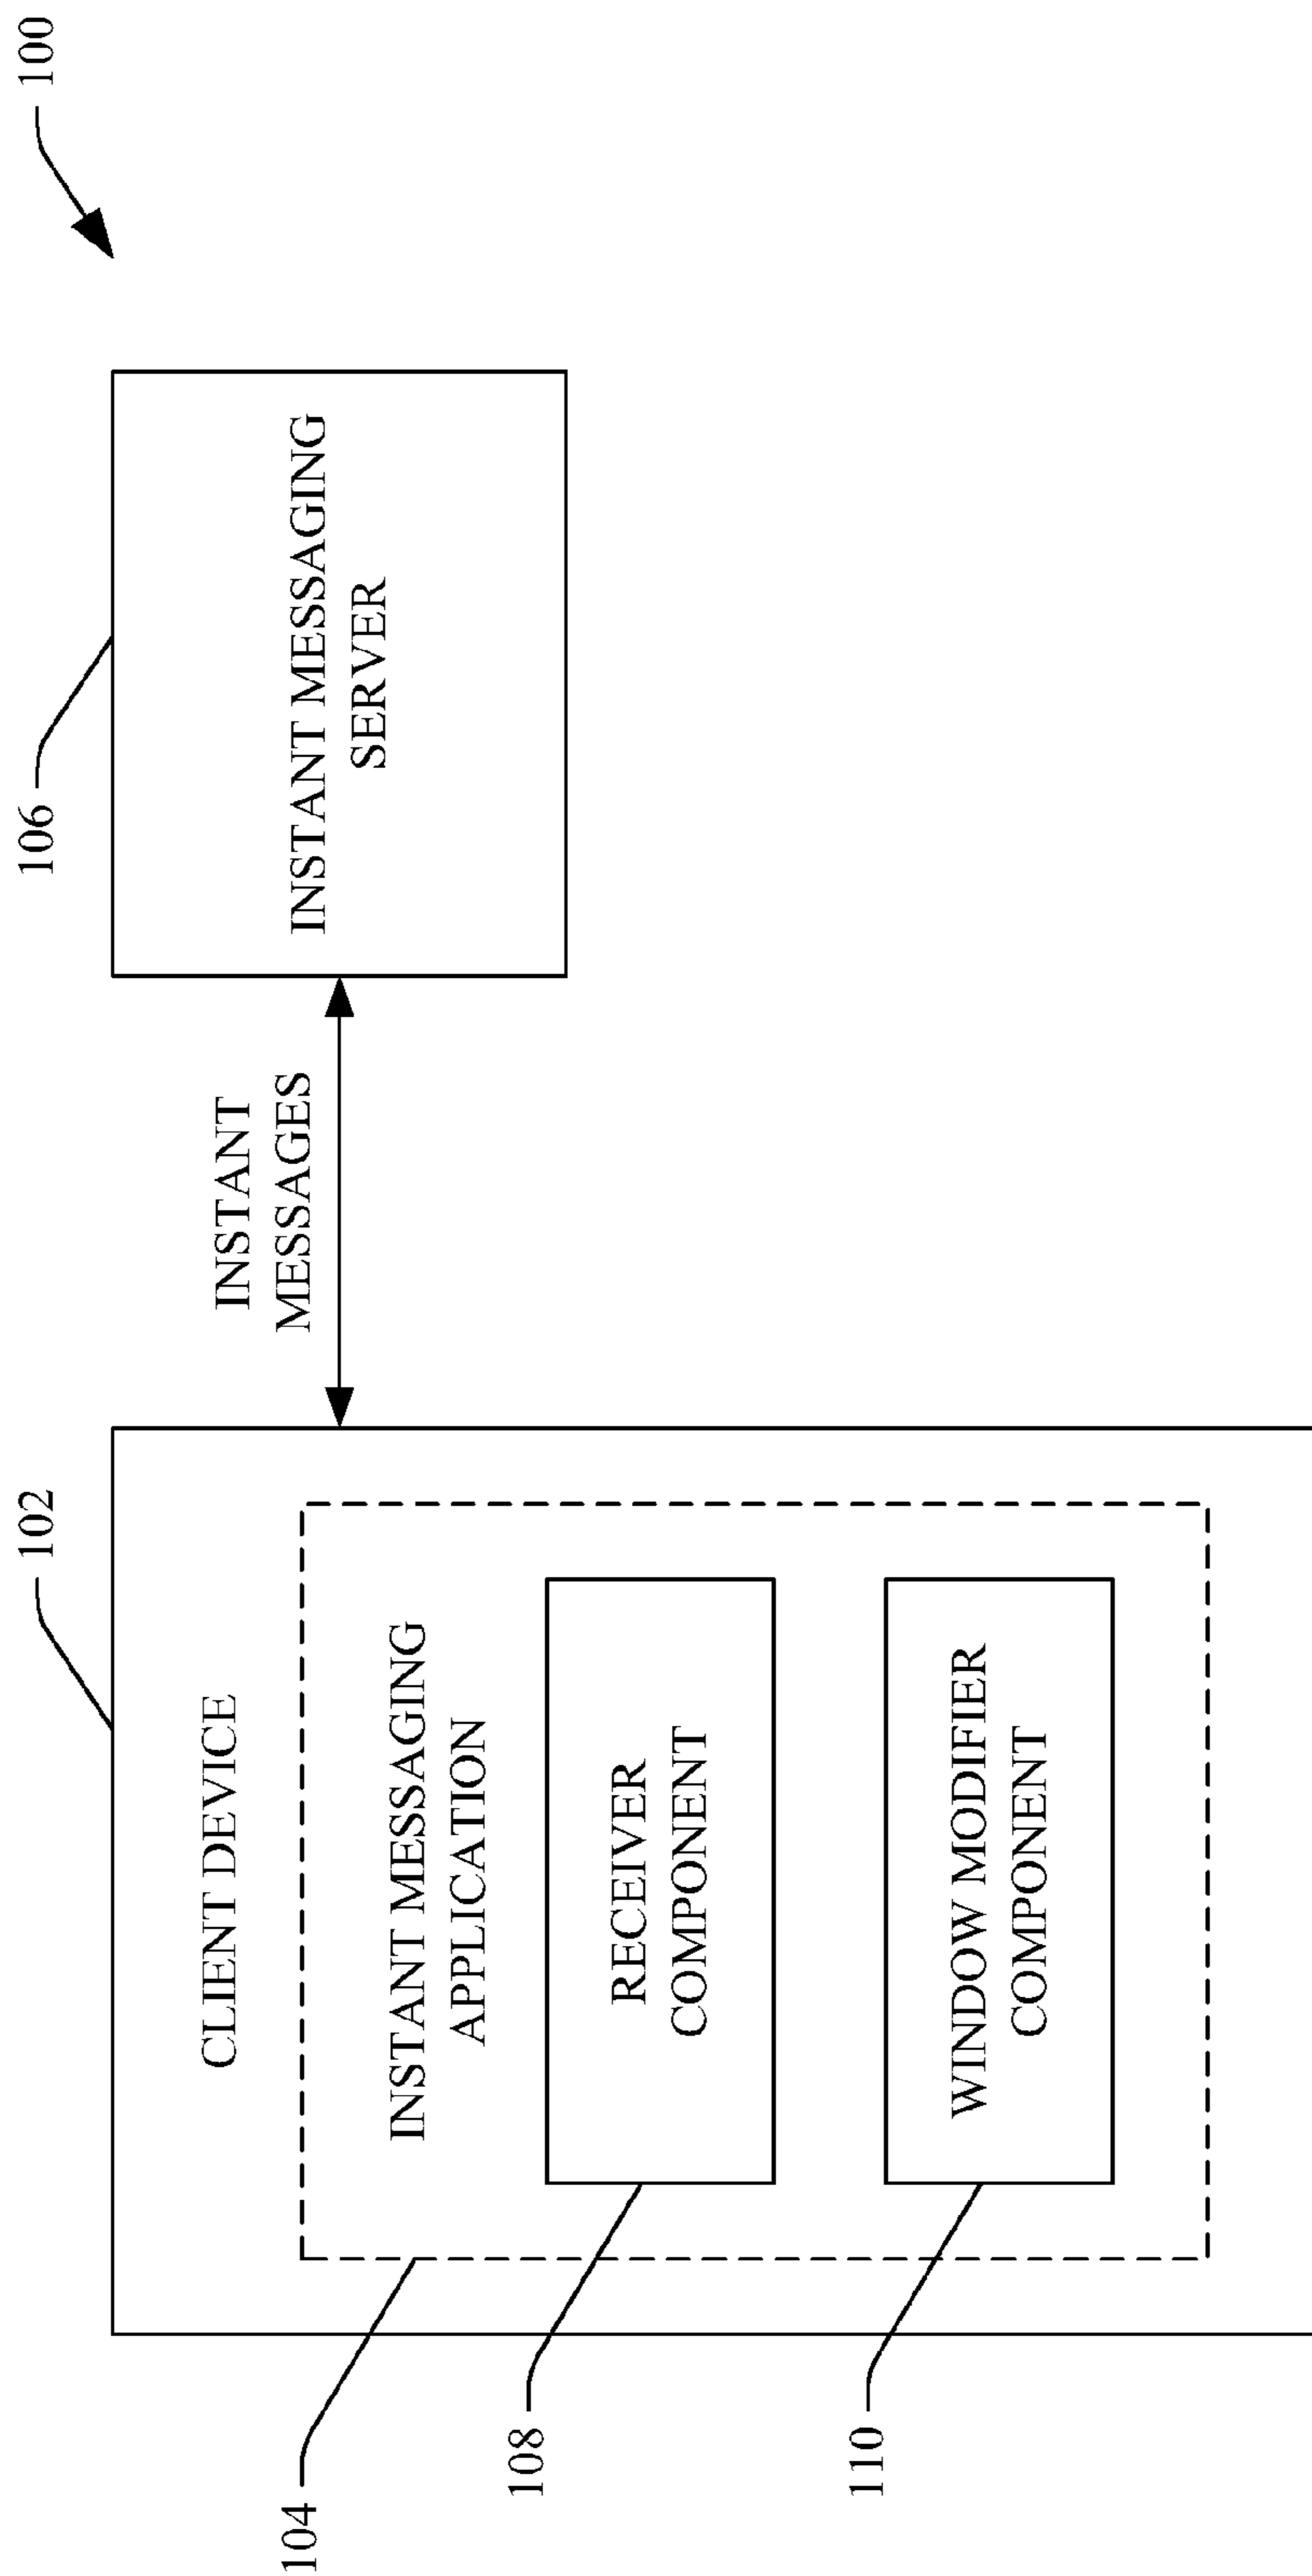 100
102
CLIENT DEVICE
104
INSTANT MESSAGING
APPLICATION
108
RECEIVER
COMPONENT
110
WINDOW MODIFIER
COMPONENT
INSTANT
MESSAGES
106
INSTANT MESSAGING
SERVER